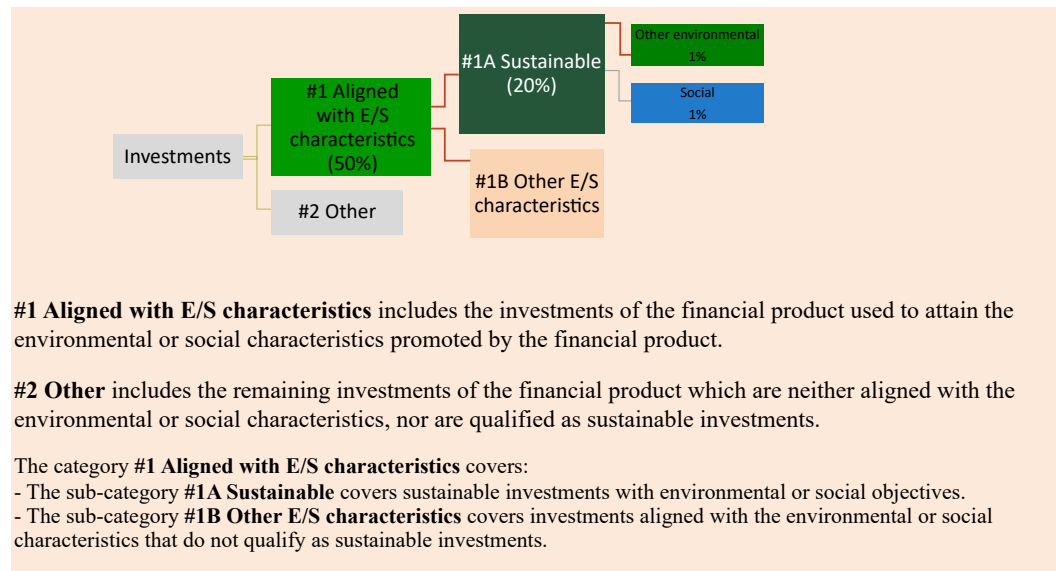 Investments
#1 Aligned
with E/S
characteristics
(50%)
#2 Other
#1A Sustainable
(20%)
#1B Other E/S
characteristics
Other environmental
1%
Social
1%
#1 Aligned with E/S characteristics includes the investments of the financial product used to attain the
environmental or social characteristics promoted by the financial product.
#2 Other includes the remaining investments of the financial product which are neither aligned with the
environmental or social characteristics, nor are qualified as sustainable investments.
The category #1 Aligned with E/S characteristics covers:
- The sub-category #1A Sustainable covers sustainable investments with environmental or social objectives.
- The sub-category #1B Other E/S characteristics covers investments aligned with the environmental or social
characteristics that do not qualify as sustainable investments.